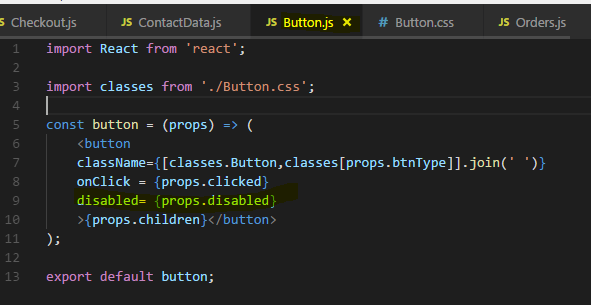 JS Checkout.js JS ContactData.js JS Button.js × # Button.css JS Orders.js
1 import React from 'react';
2
3 import classes from './Button.css';
4
5 const button = (props) => (
6 <button
7 className={[classes.Button,classes[props.btnType]].join(' ')}
8 onClick = {props.clicked}
9 disabled= {props.disabled}
10 >{props.children}</button>
11 );
12
13 export default button;